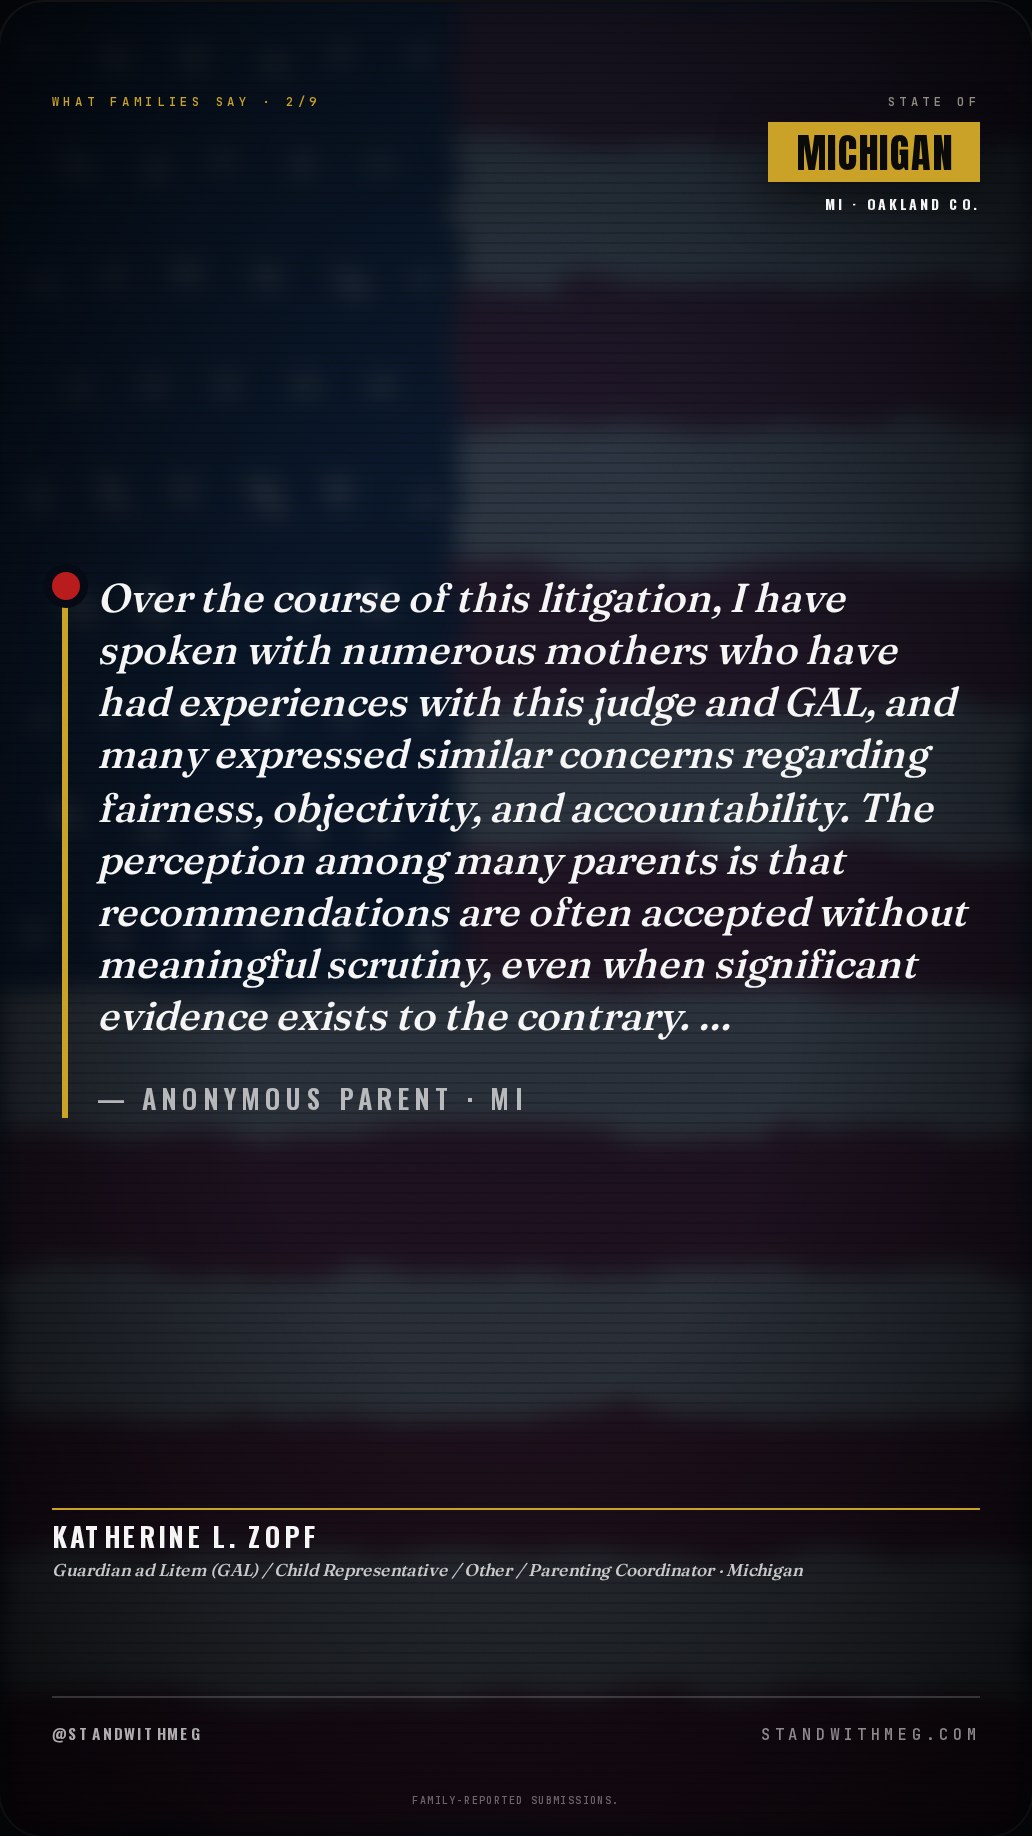 WHAT FAMILIES SAY · 2/9
STATE OF
MICHIGAN
MI · OAKLAND CO.
Over the course of this litigation, I have
spoken with numerous mothers who have
had experiences with this judge and GAL, and
many expressed similar concerns regarding
fairness, objectivity, and accountability. The
perception among many parents is that
recommendations are often accepted without
meaningful scrutiny, even when significant
evidence exists to the contrary. ...
— ANONYMOUS PARENT · MI
KATHERINE L. ZOPF
Guardian ad Litem (GAL) / Child Representative / Other / Parenting Coordinator · Michigan
@STANDWITHMEG
STANDWITHMEG.COM
FAMILY-REPORTED SUBMISSIONS.